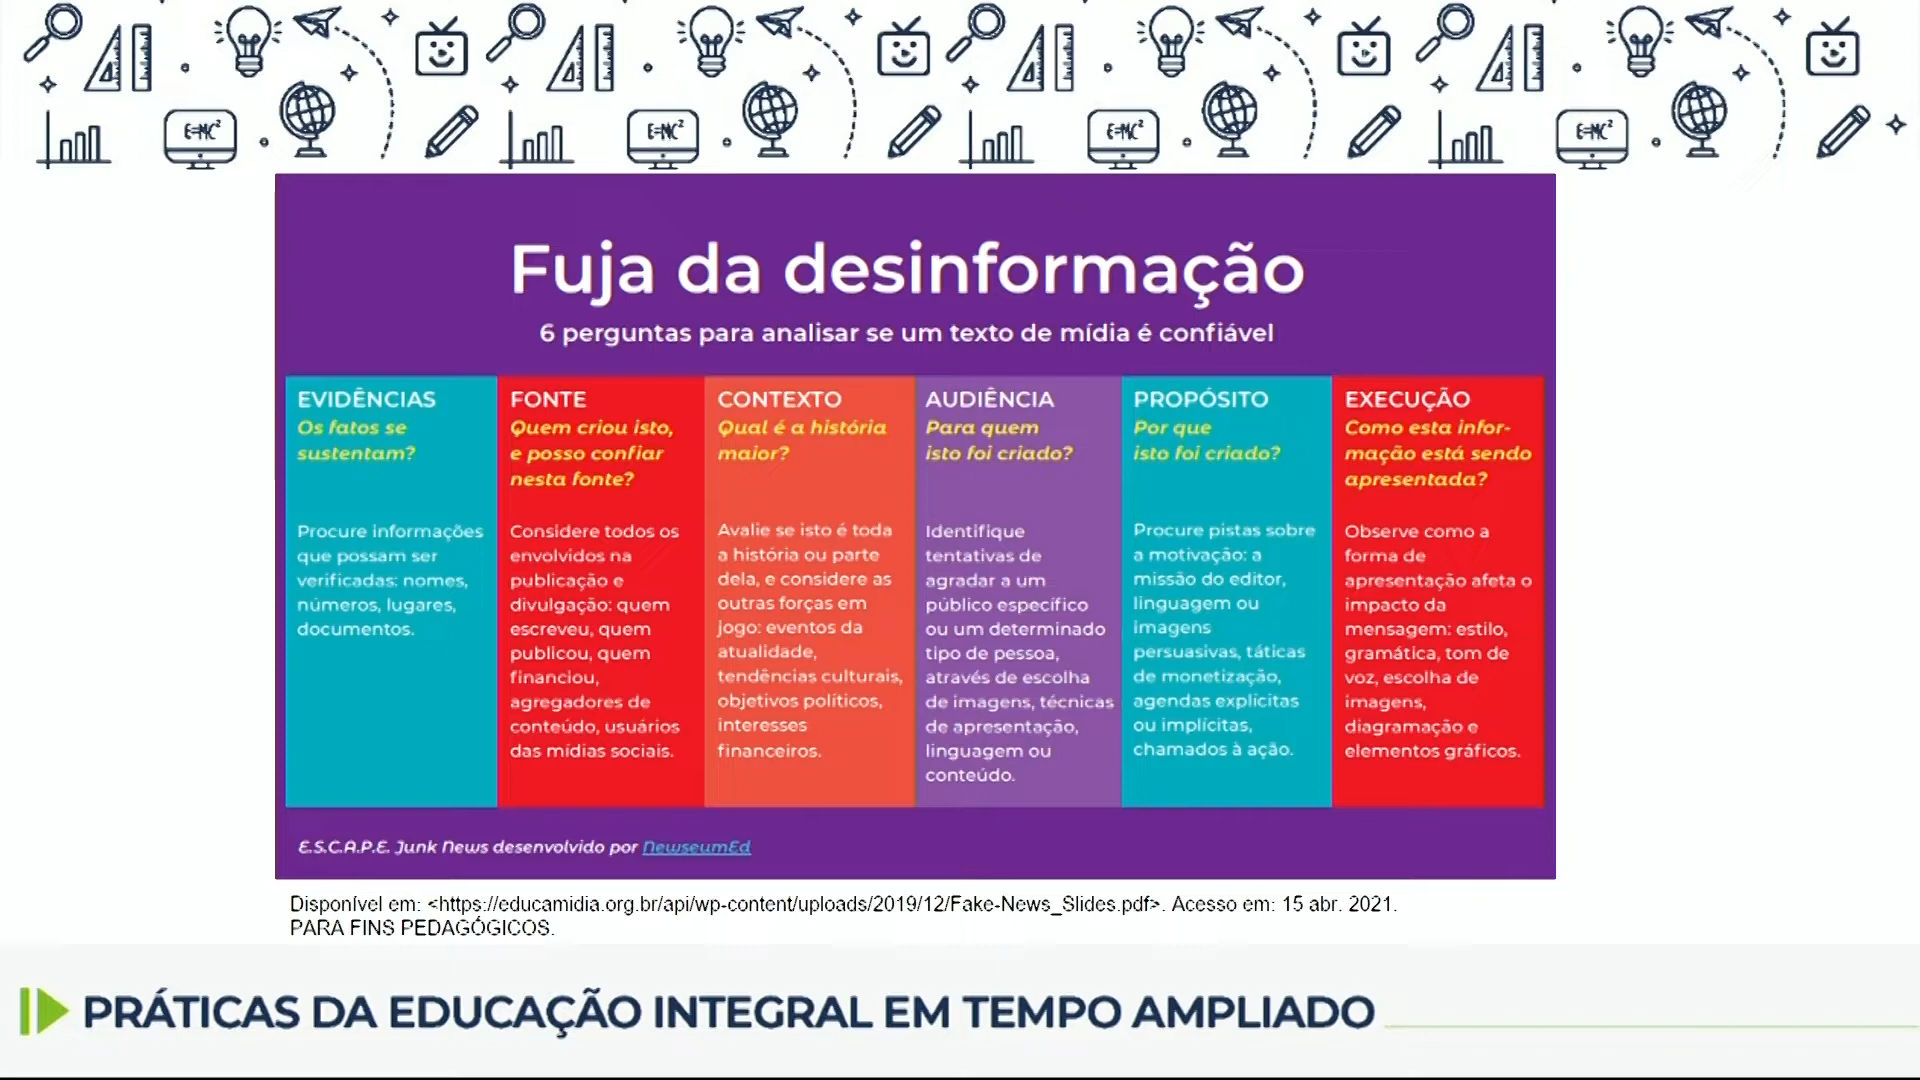 E=MC²
E=MC²
E=MC²
E=MC²
Fuja da desinformação
6 perguntas para analisar se um texto de mídia é confiável
EVIDÊNCIAS
Os fatos se
sustentam?
Procure informações
que possam ser
verificadas: nomes,
números, lugares,
documentos.
FONTE
Quem criou isto,
e posso confiar
nesta fonte?
Considere todos os
envolvidos na
publicação e
divulgação: quem
escreveu, quem
publicou, quem
financiou,
agregadores de
conteúdo, usuários
das mídias sociais.
CONTEXTO
Qual é a história
maior?
Avalie se isto é toda
a história ou parte
dela, e considere as
outras forças em
jogo: eventos da
atualidade,
tendências culturais,
objetivos políticos,
interesses
financeiros.
AUDIÊNCIA
Para quem
isto foi criado?
Identifique
tentativas de
agradar a um
público específico
ou um determinado
tipo de pessoa,
através de escolha
de imagens, técnicas
de apresentação,
linguagem ou
conteúdo.
PROPÓSITO
Por que
isto foi criado?
Procure pistas sobre
a motivação: a
missão do editor,
linguagem ou
imagens
persuasivas, táticas
de monetização,
agendas explícitas
ou implícitas,
chamados à ação.
EXECUÇÃO
Como esta infor-
mação está sendo
apresentada?
Observe como a
forma de
apresentação afeta o
impacto da
mensagem: estilo,
gramática, tom de
voz, escolha de
imagens,
diagramação e
elementos gráficos.
E.S.C.A.P.E. Junk News desenvolvido por NewseumEd
Disponível em: <https://educamidia.org.br/api/wp-content/uploads/2019/12/Fake-News_Slides.pdf>. Acesso em: 15 abr. 2021.
PARA FINS PEDAGÓGICOS.
PRÁTICAS DA EDUCAÇÃO INTEGRAL EM TEMPO AMPLIADO